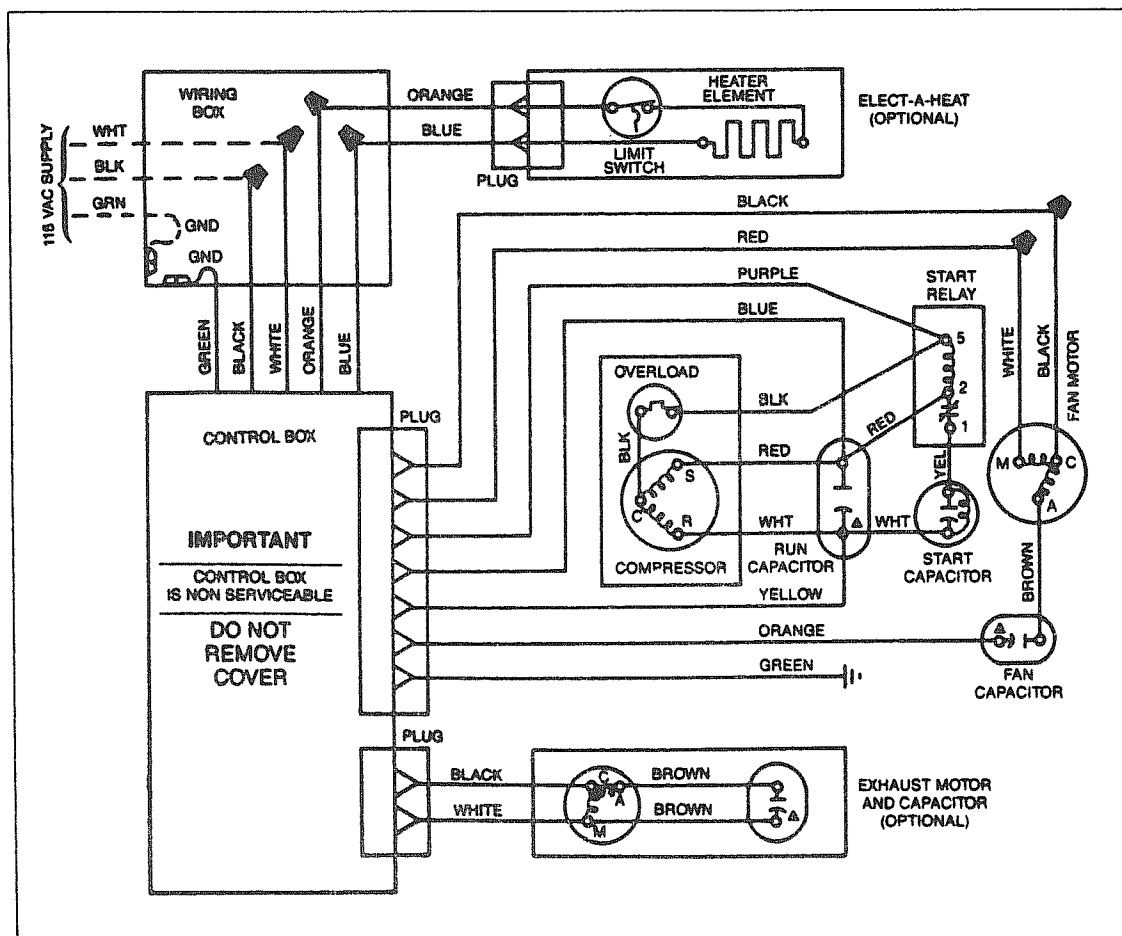 WIRING
BOX
116 VAC SUPPLY
WHT
BLK
GRN
GND
GND
GREEN
BLACK
WHITE
ORANGE
BLUE
ORANGE
BLUE
PLUG
HEATER
ELEMENT
LIMIT
SWITCH
ELECT-A-HEAT
(OPTIONAL)
BLACK
RED
PURPLE
BLUE
START
RELAY
5
2
1
WHITE
BLACK
FAN MOTOR
OVERLOAD
BLK
BLK
RED
RED
YEL
S
C
R
M
C
A
WHT
WHT
COMPRESSOR
RUN
CAPACITOR
START
CAPACITOR
BROWN
YELLOW
ORANGE
GREEN
FAN
CAPACITOR
CONTROL BOX
PLUG
IMPORTANT
CONTROL BOX
IS NON SERVICEABLE
DO NOT
REMOVE
COVER
PLUG
BLACK
WHITE
C
A
M
BROWN
BROWN
EXHAUST MOTOR
AND CAPACITOR
(OPTIONAL)